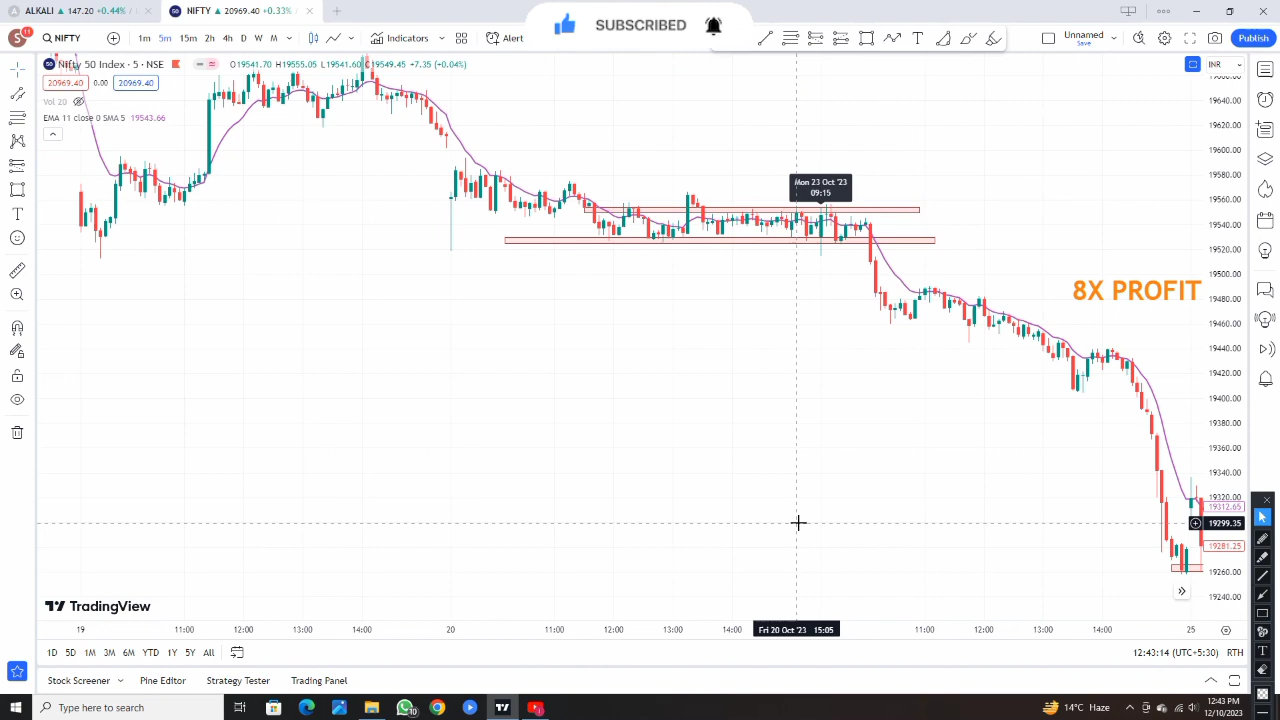 ALKALI ▲ 147.20 +0.44%
NIFTY ▲ 20969.40 +0.33%
SUBSCRIBED
S 11
NIFTY
1m 5m 15m 2h 4h D W M
Indicators
Alert
Unnamed
Save
Publish
Nifty 50 Index · 5 · NSE
O19541.70 H19555.05 L19541.60 C19549.45 +7.35 (+0.04%)
INR
20969.40 0.00 20969.40
Vol 20
EMA 11 close 0 SMA 5 19543.66
19640.00
19620.00
19600.00
19580.00
19560.00
19540.00
19520.00
19500.00
19480.00
19460.00
19440.00
19420.00
19400.00
19380.00
19360.00
19340.00
19320.00
19312.65
19299.35
19281.25
19260.00
19240.00
Mon 23 Oct '23
09:15
8X PROFIT
TradingView
19 11:00 12:00 13:00 14:00 20 11:00 12:00 13:00 14:00 Fri 20 Oct '23 15:05 11:00 12:00 13:00 14:00 25
1D 5D 1M 3M 6M YTD 1Y 5Y All
12:43:14 (UTC+5:30) RTH
Stock Screener Pine Editor Strategy Tester Trading Panel
Type here to search
10
14°C Haze
12:43 PM
12/10/2023